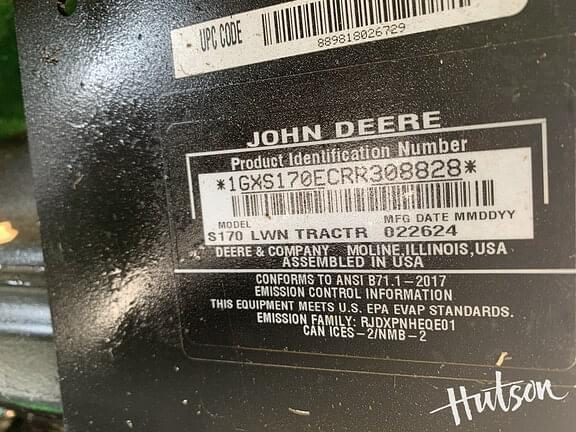 UPC CODE
889818026729
JOHN DEERE
Product Identification Number
*1GXS170ECRR308828*
MODEL MFG DATE MMDDYY
S170 LWN TRACTR 022624
DEERE & COMPANY MOLINE,ILLINOIS,USA
ASSEMBLED IN USA
CONFORMS TO ANSI B71.1-2017
EMISSION CONTROL INFORMATION
THIS EQUIPMENT MEETS U.S. EPA EVAP STANDARDS.
EMISSION FAMILY: RJDXPNHEQE01
CAN ICES-2/NMB-2
Hutson